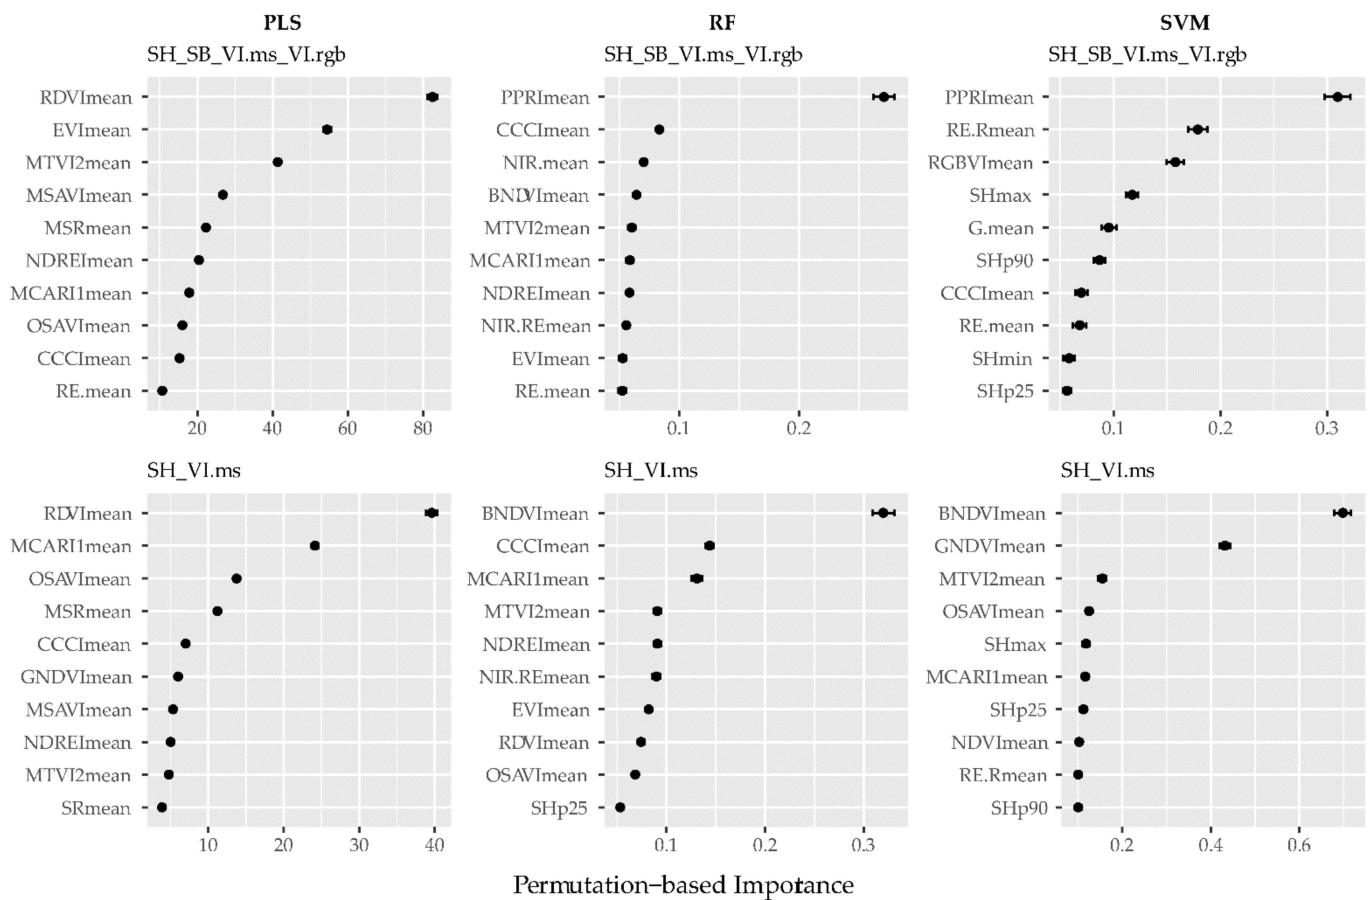 PLS
RF
SVM
SH_SB_VI.ms_VI.rgb
SH_SB_VI.ms_VI.rgb
SH_SB_VI.ms_VI.rgb
RDVImean
EVImean
MTVI2mean
MSAVImean
MSRmean
NDREImean
MCARI1mean
OSAVImean
CCCImean
RE.mean
20 40 60 80
PPRImean
CCCImean
NIR.mean
BNDVImean
MTVI2mean
MCARI1mean
NDREImean
NIR.REmean
EVImean
RE.mean
0.1 0.2
PPRImean
RE.Rmean
RGBVImean
SHmax
G.mean
SHp90
CCCImean
RE.mean
SHmin
SHp25
0.1 0.2 0.3
SH_VI.ms
SH_VI.ms
SH_VI.ms
RDVImean
MCARI1mean
OSAVImean
MSRmean
CCCImean
GNDVImean
MSAVImean
NDREImean
MTVI2mean
SRmean
10 20 30 40
BNDVImean
CCCImean
MCARI1mean
MTVI2mean
NDREImean
NIR.REmean
EVImean
RDVImean
OSAVImean
SHp25
0.1 0.2 0.3
BNDVImean
GNDVImean
MTVI2mean
OSAVImean
SHmax
MCARI1mean
SHp25
NDVImean
RE.Rmean
SHp90
0.2 0.4 0.6
Permutation−based Importance